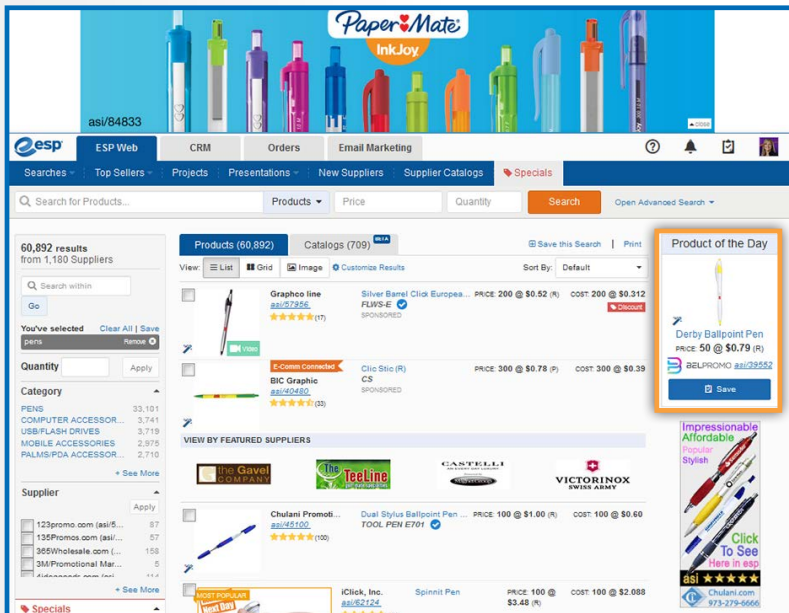 Paper Mate
InkJoy
asi/84833
CLOSE
esp
ESP Web
CRM
Orders
Email Marketing
Searches
Top Sellers
Projects
Presentations
New Suppliers
Supplier Catalogs
Specials
Search for Products...
Products
Price
Quantity
Search
Open Advanced Search
60,892 results
from 1,180 Suppliers
Search within
Go
You've selected
Clear All | Save
pens
Remove
Quantity
Apply
Category
PENS 33,101
COMPUTER ACCESSOR... 3,741
USB/FLASH DRIVES 3,719
MOBILE ACCESSORIES 2,975
PALMS/PDA ACCESSOR... 2,710
+ See More
Supplier
Apply
123promo.com (asi/5... 87
135Promos.com (asi/... 57
365Wholesale.com (... 158
3M/Promotional Mar... 5
+ See More
Specials
Products (60,892)
Catalogs (709) BETA
Save this Search | Print
View: List Grid Image Customize Results
Sort By: Default
Graphco line
asi/57956
(17)
Video
Silver Barrel Click Europea...
FLWS-E
SPONSORED
PRICE: 200 @ $0.52 (R)
COST: 200 @ $0.312
Discount
E-Comm Connected
BIC Graphic
asi/40480
(33)
Clic Stic(R)
CS
SPONSORED
PRICE: 300 @ $0.78 (P)
COST: 300 @ $0.39
VIEW BY FEATURED SUPPLIERS
the Gavel
COMPANY
The
TeeLine
CASTELLI
VICTORINOX
SWISS ARMY
Chulani Promoti...
asi/45100
(100)
Dual Stylus Ballpoint Pen ...
TOOL PEN E701
PRICE: 100 @ $1.00 (R)
COST: 100 @ $0.60
MOST POPULAR
Next Day
iClick, Inc.
asi/62124
Spinnit Pen
PRICE: 100 @
$3.48 (R)
COST: 100 @ $2.088
Product of the Day
Derby Ballpoint Pen
PRICE: 50 @ $0.79 (R)
BELPROMO asi/39552
Save
Impressionable
Affordable
Popular
Stylish
Click
To See
Here in esp
asi
Chulani.com
973-279-6666